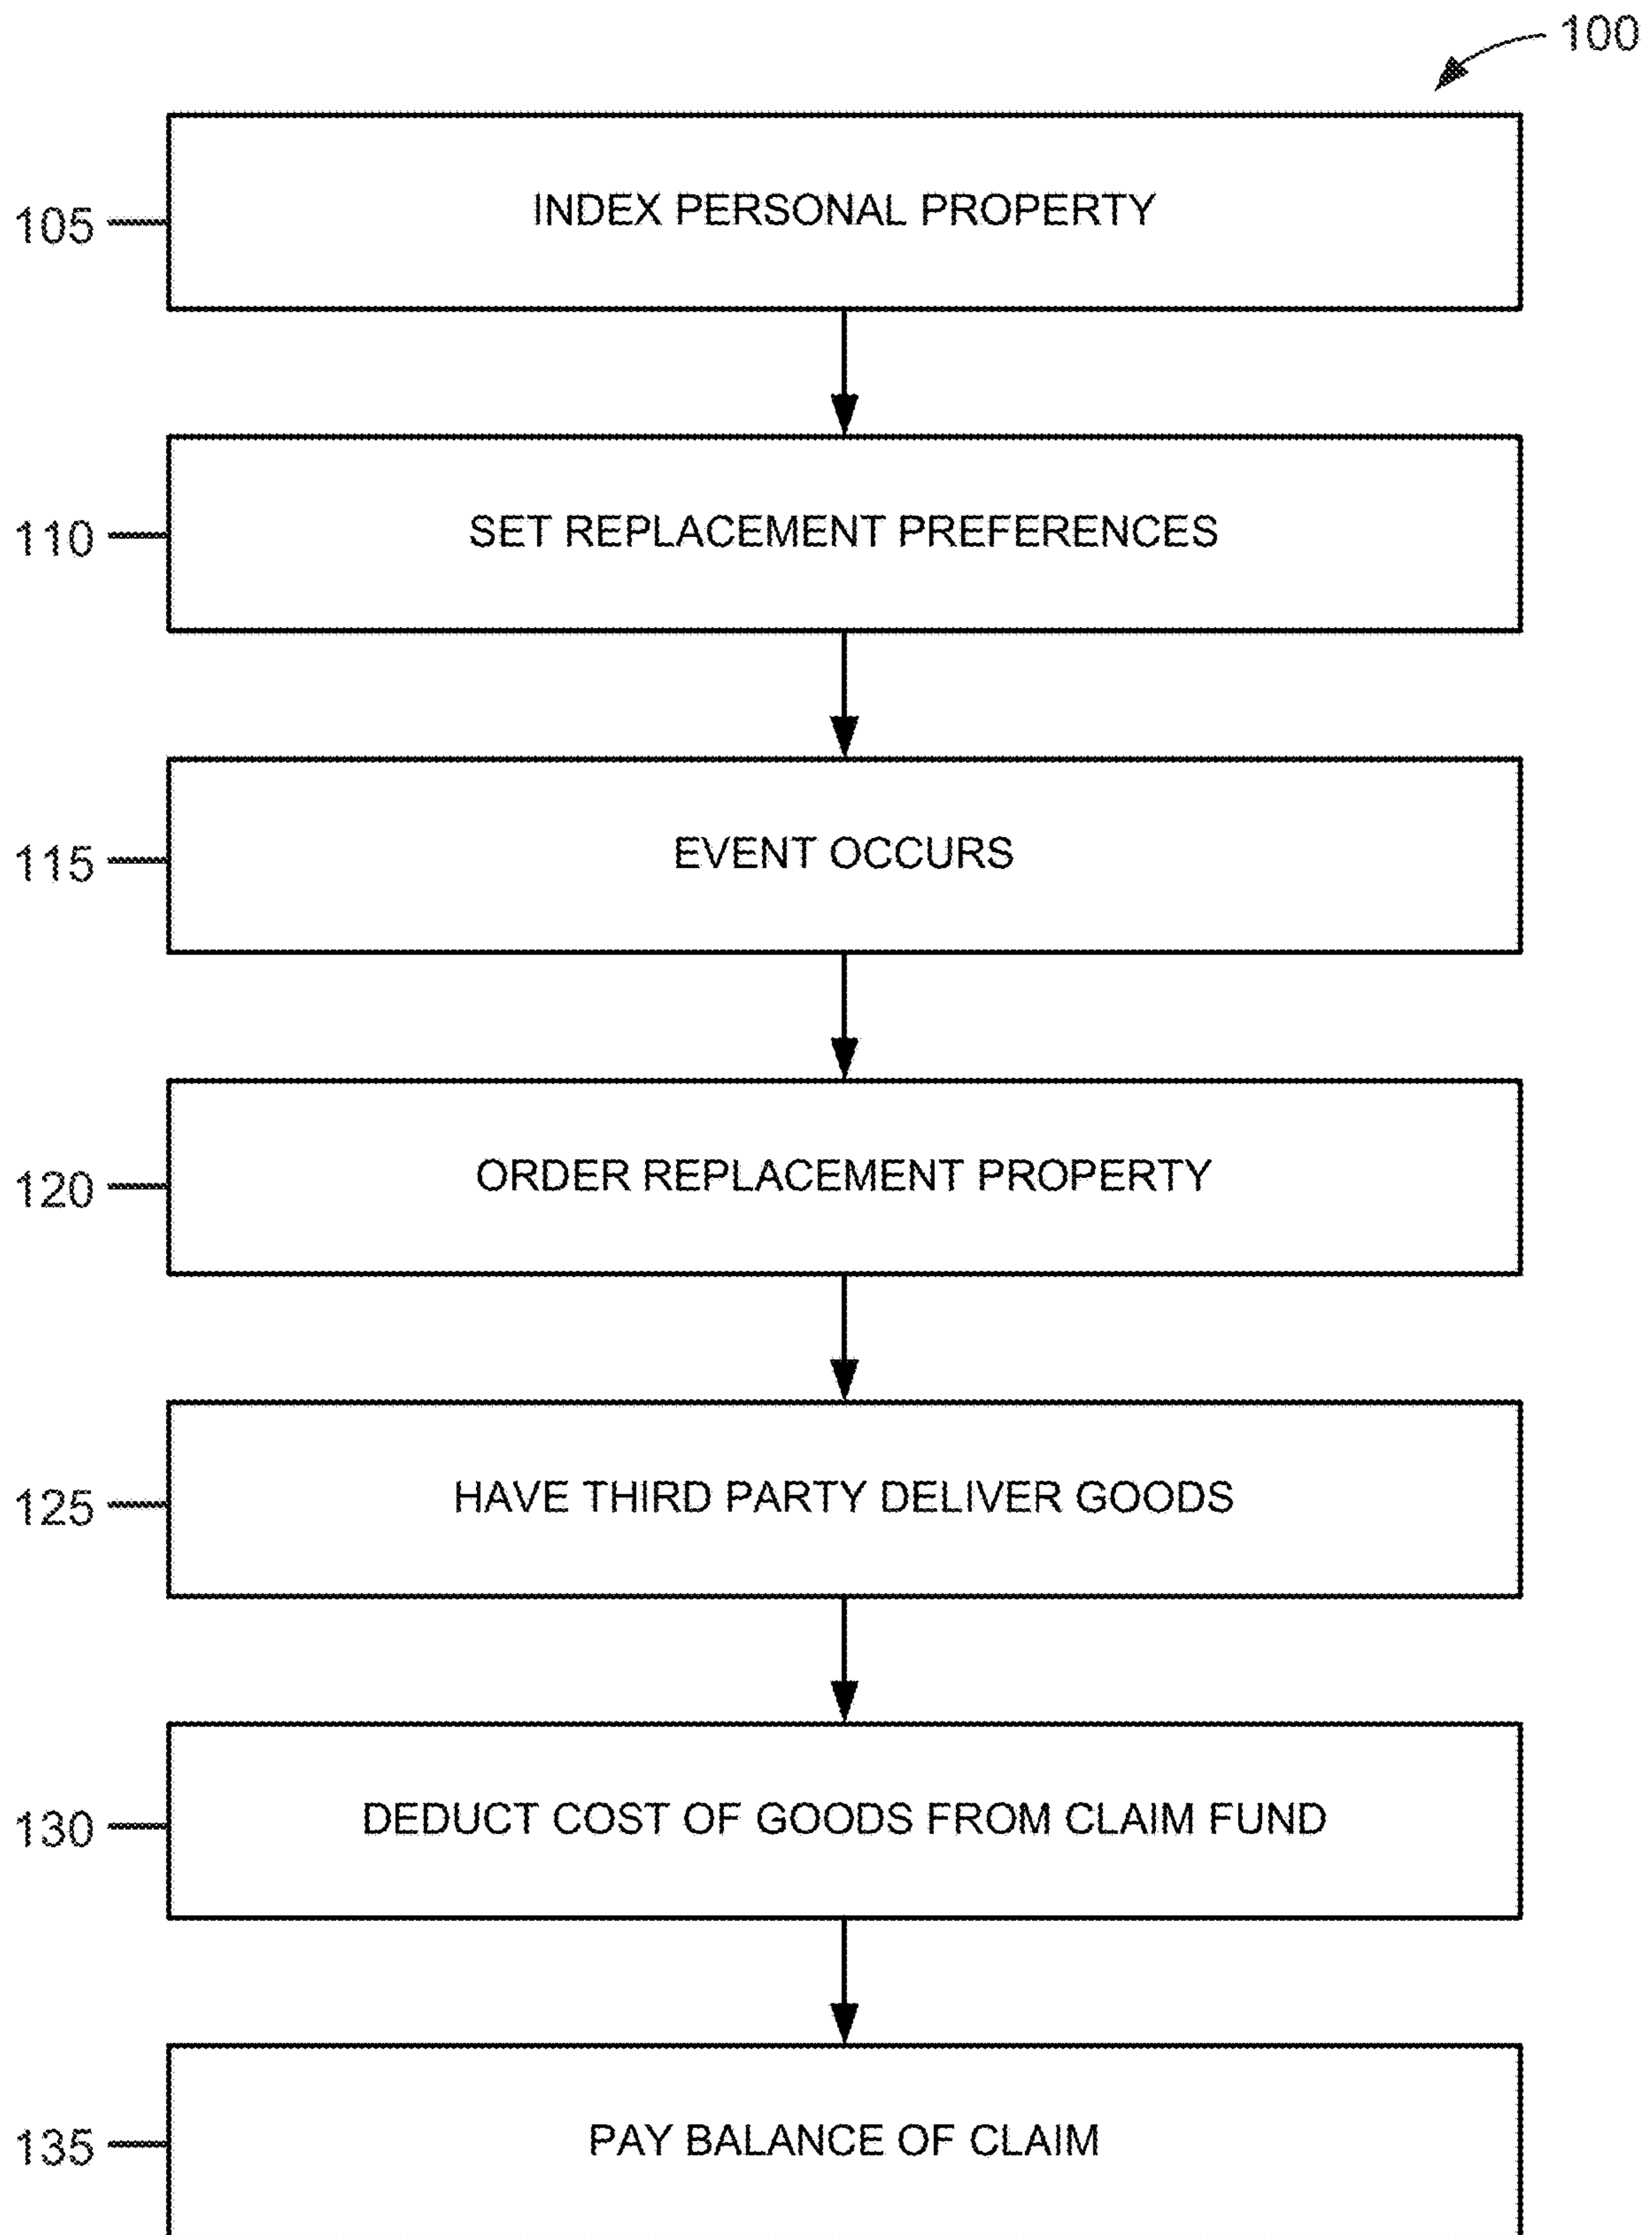 100
105 INDEX PERSONAL PROPERTY
110 SET REPLACEMENT PREFERENCES
115 EVENT OCCURS
120 ORDER REPLACEMENT PROPERTY
125 HAVE THIRD PARTY DELIVER GOODS
130 DEDUCT COST OF GOODS FROM CLAIM FUND
135 PAY BALANCE OF CLAIM